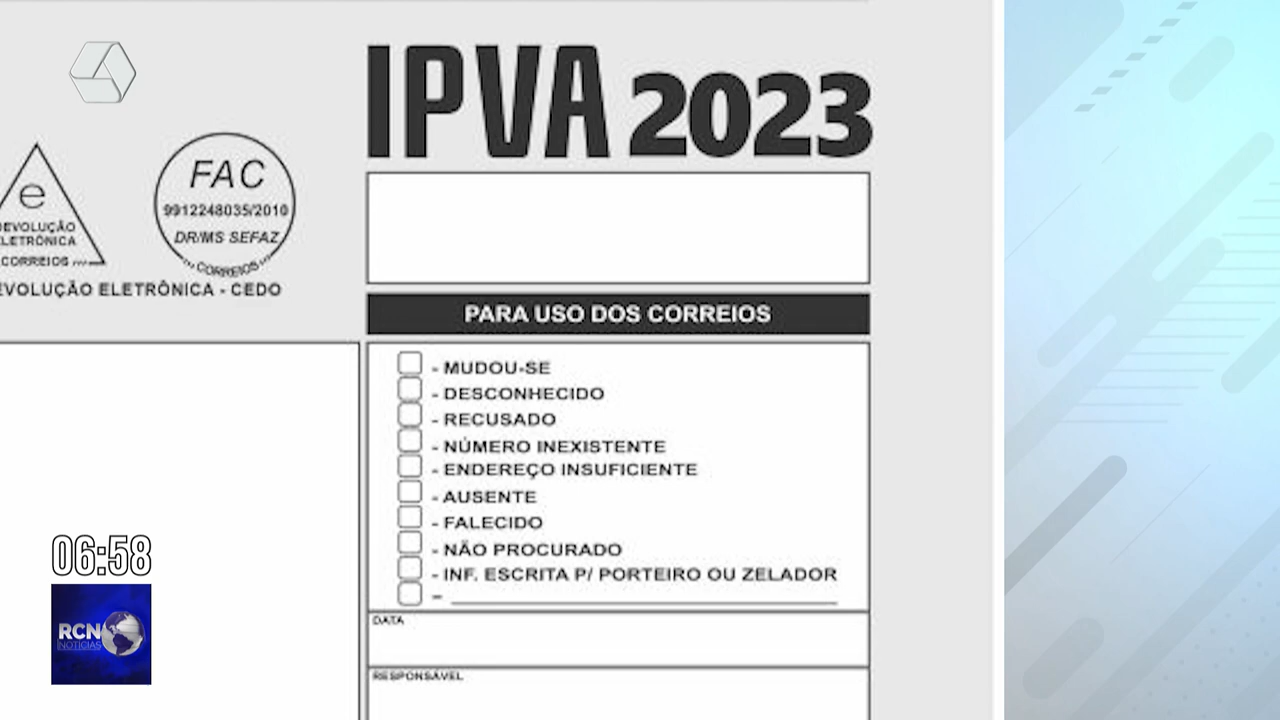 IPVA 2023
e
DEVOLUÇÃO
ELETRÔNICA
CORREIOS
FAC
9912248035/2010
DR/MS SEFAZ
CORREIOS
DEVOLUÇÃO ELETRÔNICA - CEDO
PARA USO DOS CORREIOS
- MUDOU-SE
- DESCONHECIDO
- RECUSADO
- NÚMERO INEXISTENTE
- ENDEREÇO INSUFICIENTE
- AUSENTE
- FALECIDO
- NÃO PROCURADO
- INF. ESCRITA P/ PORTEIRO OU ZELADOR
-
DATA
RESPONSÁVEL
06:58
RCN
NOTÍCIAS